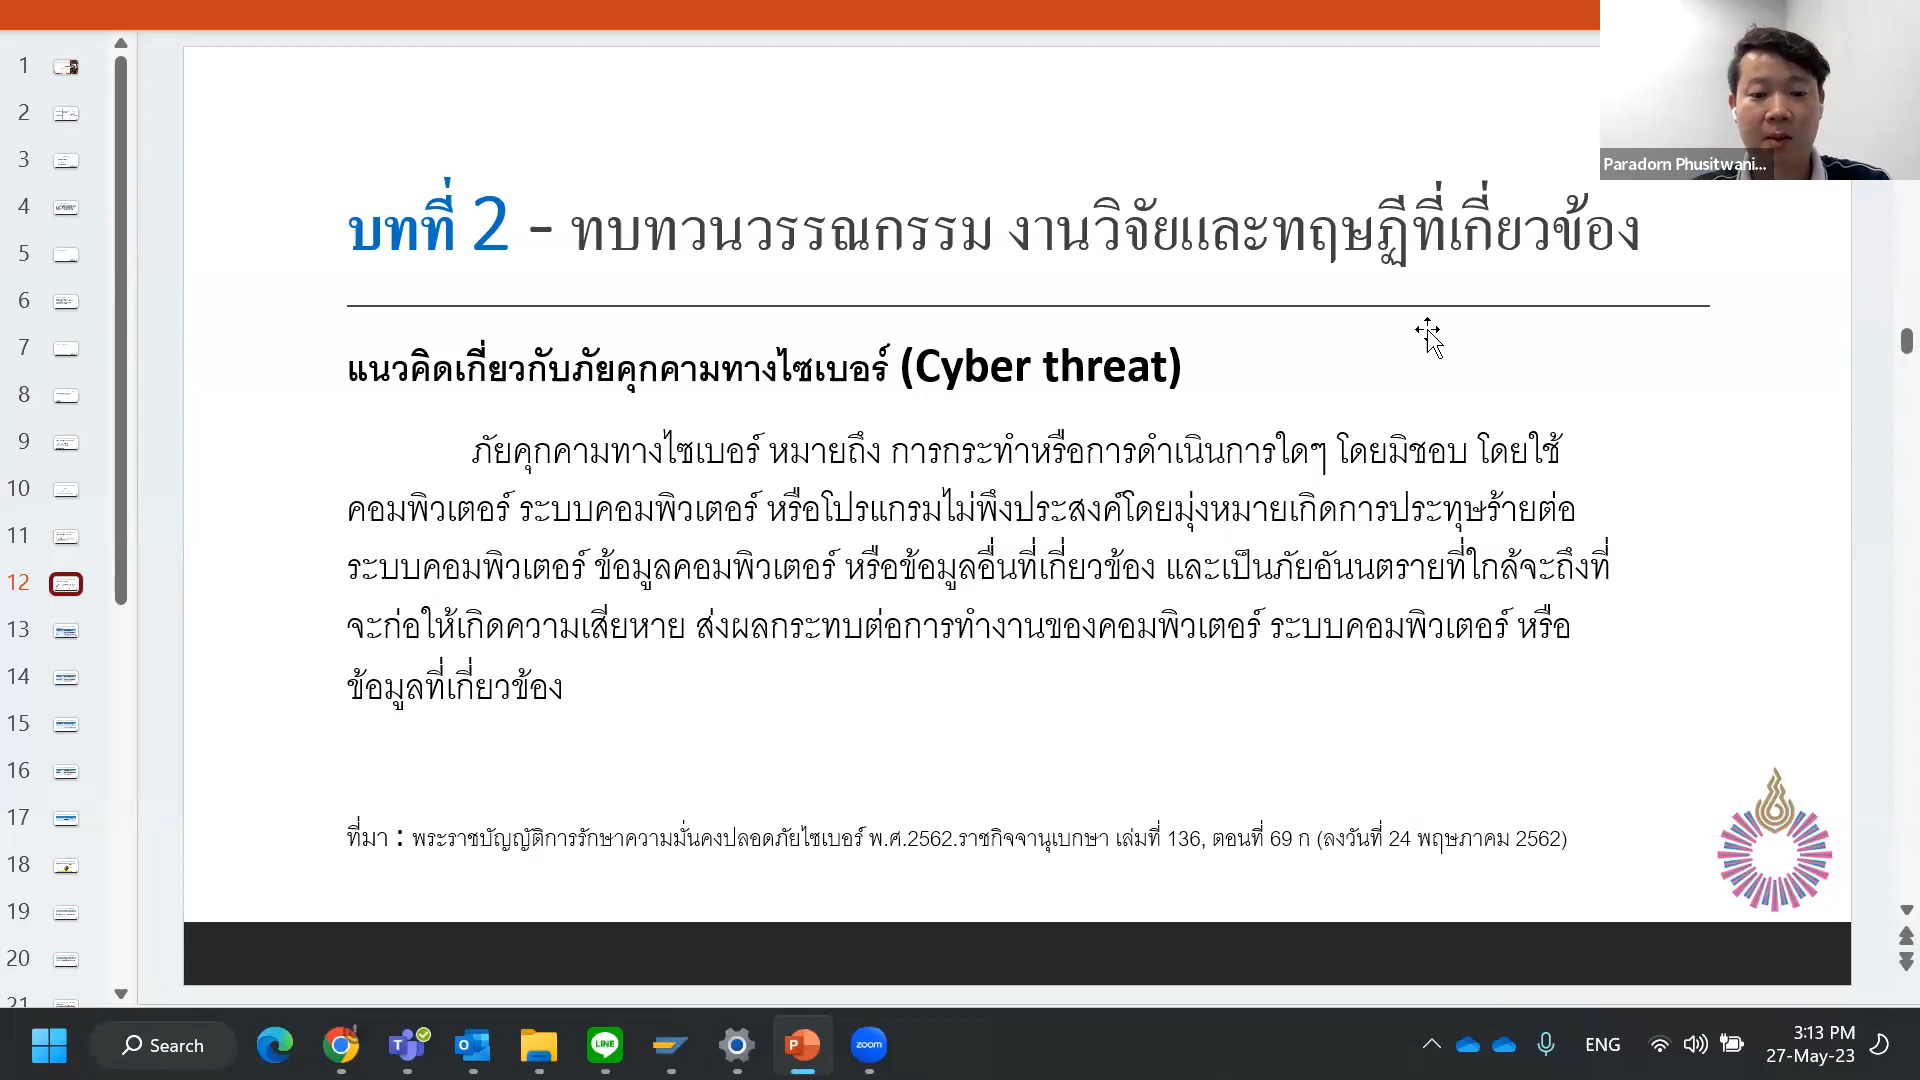 Paradorn Phusitwani...
1
2
3
4
5
6
7
8
9
10
11
12
13
14
15
16
17
18
19
20
21
บทที่ 2 - ทบทวนวรรณกรรม งานวิจัยและทฤษฎีที่เกี่ยวข้อง
แนวคิดเกี่ยวกับภัยคุกคามทางไซเบอร์ (Cyber threat)
ภัยคุกคามทางไซเบอร์ หมายถึง การกระทำหรือการดำเนินการใดๆ โดยมิชอบ โดยใช้
คอมพิวเตอร์ ระบบคอมพิวเตอร์ หรือโปรแกรมไม่พึงประสงค์โดยมุ่งหมายเกิดการประทุษร้ายต่อ
ระบบคอมพิวเตอร์ ข้อมูลคอมพิวเตอร์ หรือข้อมูลอื่นที่เกี่ยวข้อง และเป็นภัยอันนตรายที่ใกล้จะถึงที่
จะก่อให้เกิดความเสี่ยหาย ส่งผลกระทบต่อการทำงานของคอมพิวเตอร์ ระบบคอมพิวเตอร์ หรือ
ข้อมูลที่เกี่ยวข้อง
ที่มา : พระราชบัญญัติการรักษาความมั่นคงปลอดภัยไซเบอร์ พ.ศ.2562.ราชกิจจานุเบกษา เล่มที่ 136, ตอนที่ 69 ก (ลงวันที่ 24 พฤษภาคม 2562)
Search
LINE
zoom
ENG
3:13 PM
27-May-23